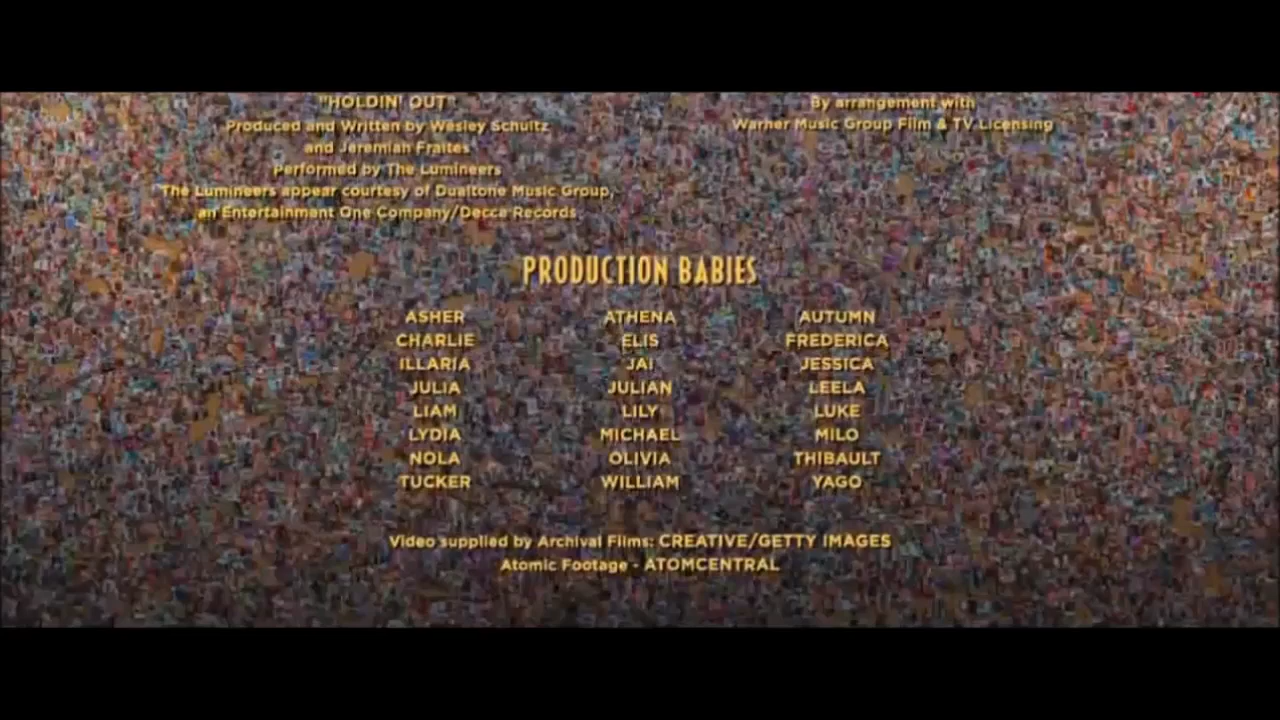 "HOLDIN' OUT"
Produced and Written by Wesley Schultz
and Jeremiah Fraites
Performed by The Lumineers
The Lumineers appear courtesy of Dualtone Music Group,
an Entertainment One Company/Decca Records
By arrangement with
Warner Music Group Film & TV Licensing
PRODUCTION BABIES
ASHER ATHENA AUTUMN
CHARLIE ELIS FREDERICA
ILLARIA JAI JESSICA
JULIA JULIAN LEELA
LIAM LILY LUKE
LYDIA MICHAEL MILO
NOLA OLIVIA THIBAULT
TUCKER WILLIAM YAGO
Video supplied by Archival Films: CREATIVE/GETTY IMAGES
Atomic Footage - ATOMCENTRAL